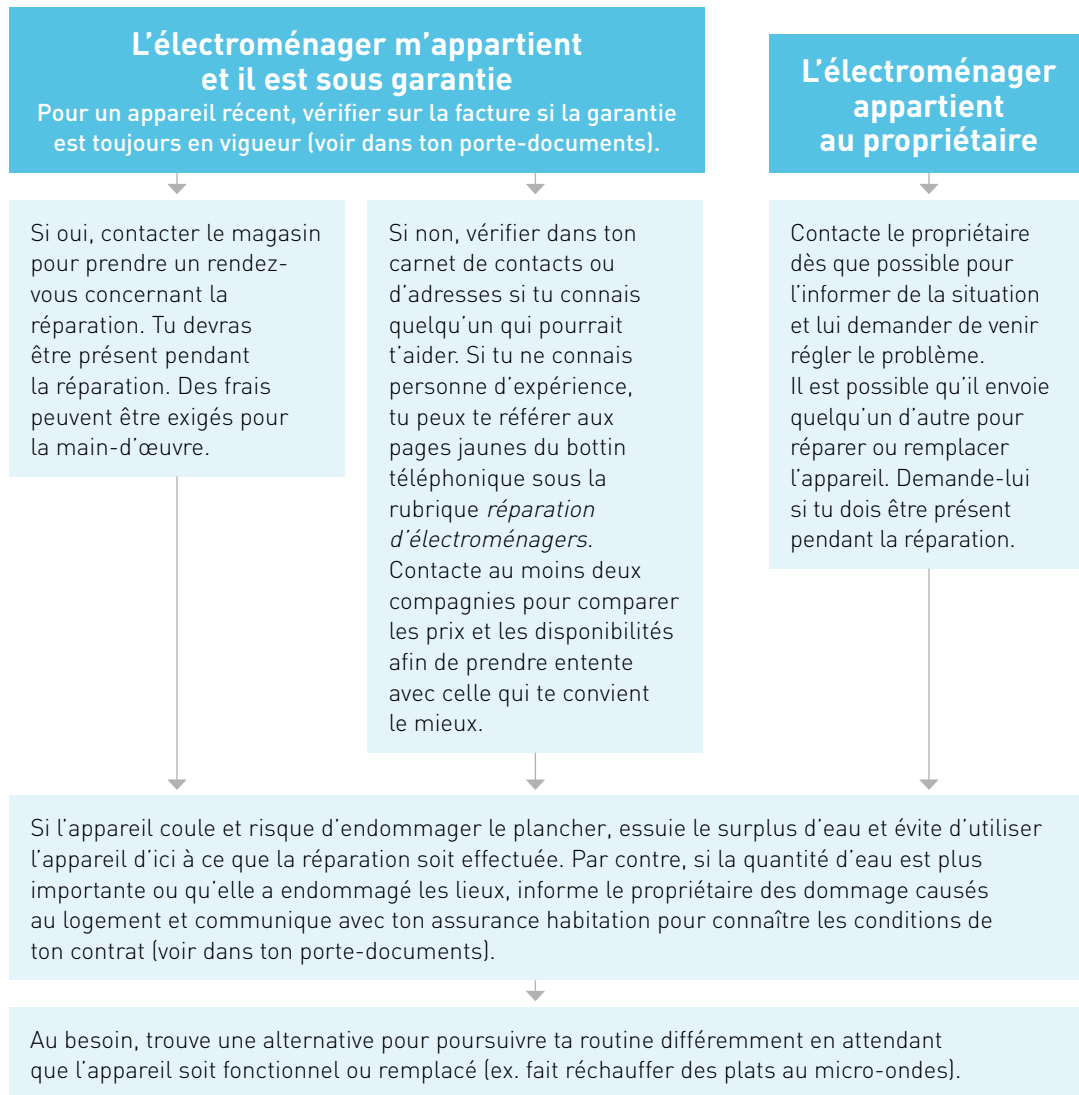 L'électroménager m'appartient
et il est sous garantie
Pour un appareil récent, vérifier sur la facture si la garantie
est toujours en vigueur (voir dans ton porte-documents).
L'électroménager
appartient
au propriétaire
Si oui, contacter le magasin
pour prendre un rendez-
vous concernant la
réparation. Tu devras
être présent pendant
la réparation. Des frais
peuvent être exigés pour
la main-d'œuvre.
Si non, vérifier dans ton
carnet de contacts ou
d'adresses si tu connais
quelqu'un qui pourrait
t'aider. Si tu ne connais
personne d'expérience,
tu peux te référer aux
pages jaunes du bottin
téléphonique sous la
rubrique réparation
d'électroménagers.
Contacte au moins deux
compagnies pour comparer
les prix et les disponibilités
afin de prendre entente
avec celle qui te convient
le mieux.
Contacte le propriétaire
dès que possible pour
l'informer de la situation
et lui demander de venir
régler le problème.
Il est possible qu'il envoie
quelqu'un d'autre pour
réparer ou remplacer
l'appareil. Demande-lui
si tu dois être présent
pendant la réparation.
Si l'appareil coule et risque d'endommager le plancher, essuie le surplus d'eau et évite d'utiliser
l'appareil d'ici à ce que la réparation soit effectuée. Par contre, si la quantité d'eau est plus
importante ou qu'elle a endommagé les lieux, informe le propriétaire des dommage causés
au logement et communique avec ton assurance habitation pour connaître les conditions de
ton contrat (voir dans ton porte-documents).
Au besoin, trouve une alternative pour poursuivre ta routine différemment en attendant
que l'appareil soit fonctionnel ou remplacé (ex. fait réchauffer des plats au micro-ondes).